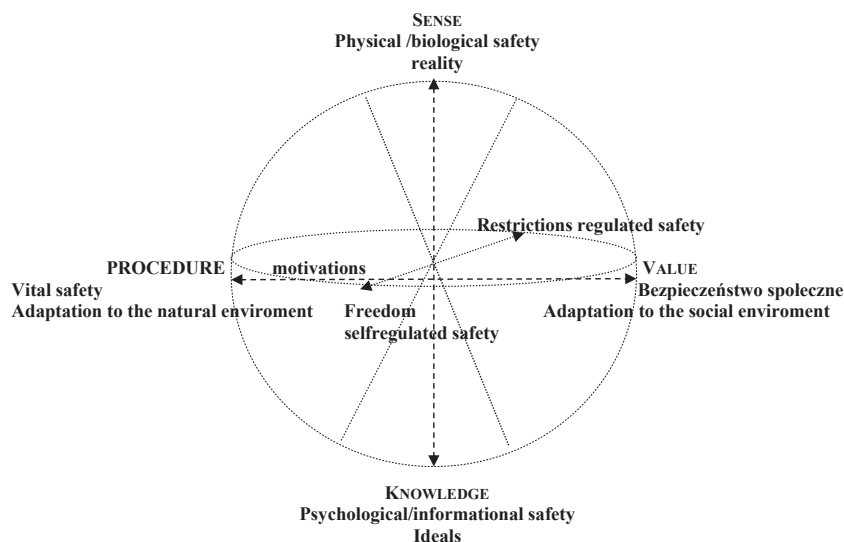 SENSE
Physical /biological safety
reality
Restrictions regulated safety
PROCEDURE
motivations
VALUE
Vital safety
Bezpieczeństwo społeczne
Adaptation to the natural enviroment
Freedom
selfregulated safety
Adaptation to the social enviroment
KNOWLEDGE
Psychological/informational safety
Ideals